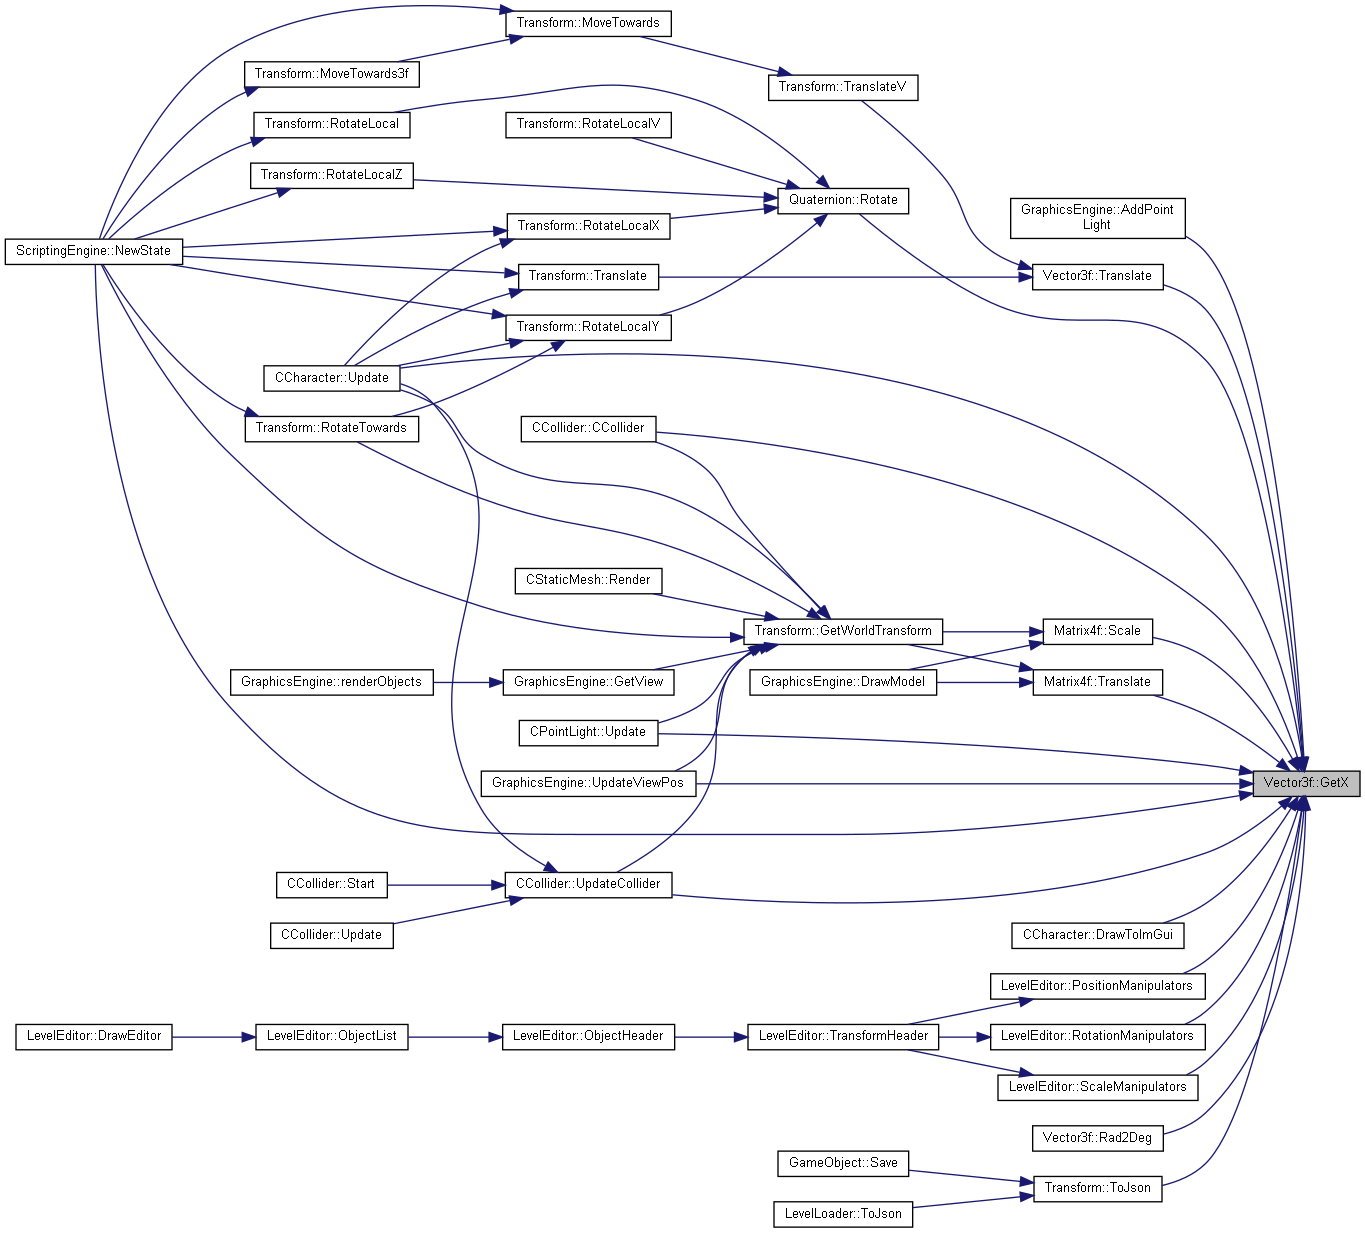 Transform::MoveTowards
Transform::MoveTowards3f
Transform::TranslateV
Transform::RotateLocal
Transform::RotateLocalV
Transform::RotateLocalZ
Quaternion::Rotate
GraphicsEngine::AddPoint
Light
Transform::RotateLocalX
ScriptingEngine::NewState
Transform::Translate
Vector3f::Translate
Transform::RotateLocalY
CCharacter::Update
Transform::RotateTowards
CCollider::CCollider
CStaticMesh::Render
Transform::GetWorldTransform
Matrix4f::Scale
GraphicsEngine::renderObjects
GraphicsEngine::GetView
GraphicsEngine::DrawModel
Matrix4f::Translate
CPointLight::Update
GraphicsEngine::UpdateViewPos
Vector3f::GetX
CCollider::Start
CCollider::UpdateCollider
CCollider::Update
CCharacter::DrawToImGui
LevelEditor::PositionManipulators
LevelEditor::DrawEditor
LevelEditor::ObjectList
LevelEditor::ObjectHeader
LevelEditor::TransformHeader
LevelEditor::RotationManipulators
LevelEditor::ScaleManipulators
Vector3f::Rad2Deg
GameObject::Save
Transform::ToJson
LevelLoader::ToJson